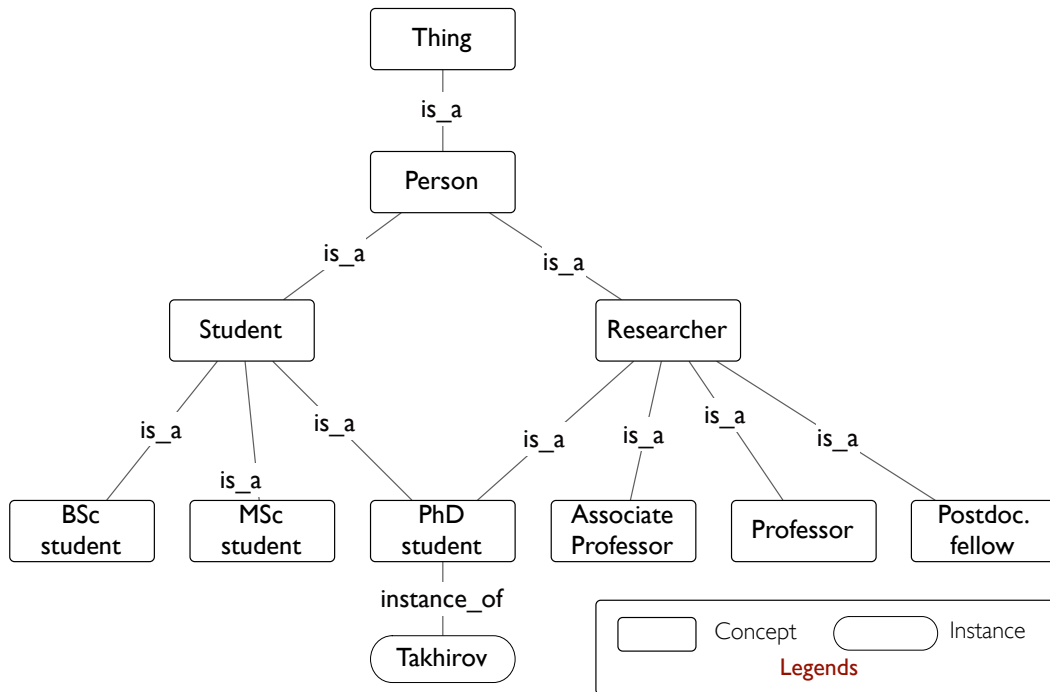 Thing
is_a
Person
is_a
is_a
Student
Researcher
is_a
is_a
is_a
is_a
is_a
is_a
is_a
BSc
student
MSc
student
PhD
student
Associate
Professor
Professor
Postdoc.
fellow
instance_of
Takhirov
Concept
Instance
Legends